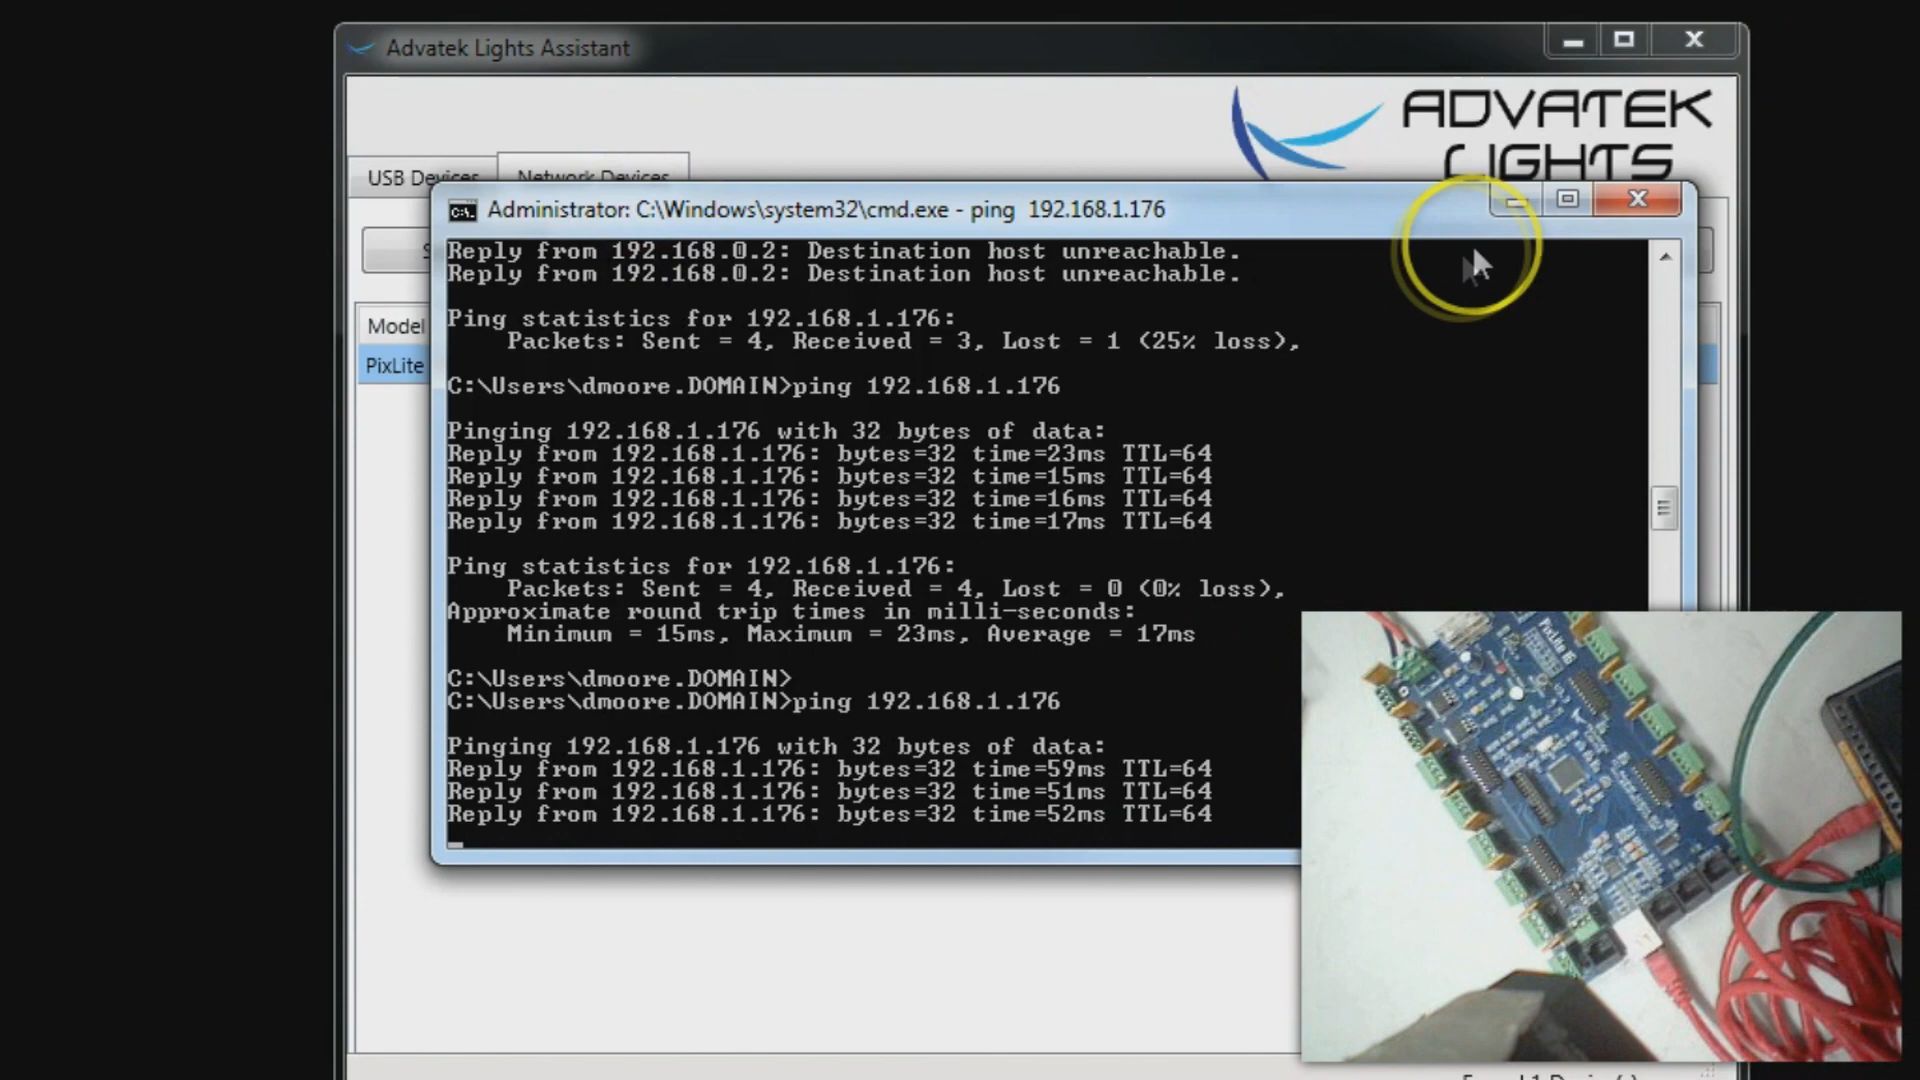 Advatek Lights Assistant
ADVATEK
LIGHTS
USB Devices
Network Devices
Administrator: C:\Windows\system32\cmd.exe - ping 192.168.1.176
Reply from 192.168.0.2: Destination host unreachable.
Reply from 192.168.0.2: Destination host unreachable.
Ping statistics for 192.168.1.176:
Packets: Sent = 4, Received = 3, Lost = 1 (25% loss),
C:\Users\dmoore.DOMAIN>ping 192.168.1.176
Pinging 192.168.1.176 with 32 bytes of data:
Reply from 192.168.1.176: bytes=32 time=23ms TTL=64
Reply from 192.168.1.176: bytes=32 time=15ms TTL=64
Reply from 192.168.1.176: bytes=32 time=16ms TTL=64
Reply from 192.168.1.176: bytes=32 time=17ms TTL=64
Ping statistics for 192.168.1.176:
Packets: Sent = 4, Received = 4, Lost = 0 (0% loss),
Approximate round trip times in milli-seconds:
Minimum = 15ms, Maximum = 23ms, Average = 17ms
C:\Users\dmoore.DOMAIN>
C:\Users\dmoore.DOMAIN>ping 192.168.1.176
Pinging 192.168.1.176 with 32 bytes of data:
Reply from 192.168.1.176: bytes=32 time=59ms TTL=64
Reply from 192.168.1.176: bytes=32 time=51ms TTL=64
Reply from 192.168.1.176: bytes=32 time=52ms TTL=64
Model
PixLite
PixLite 16